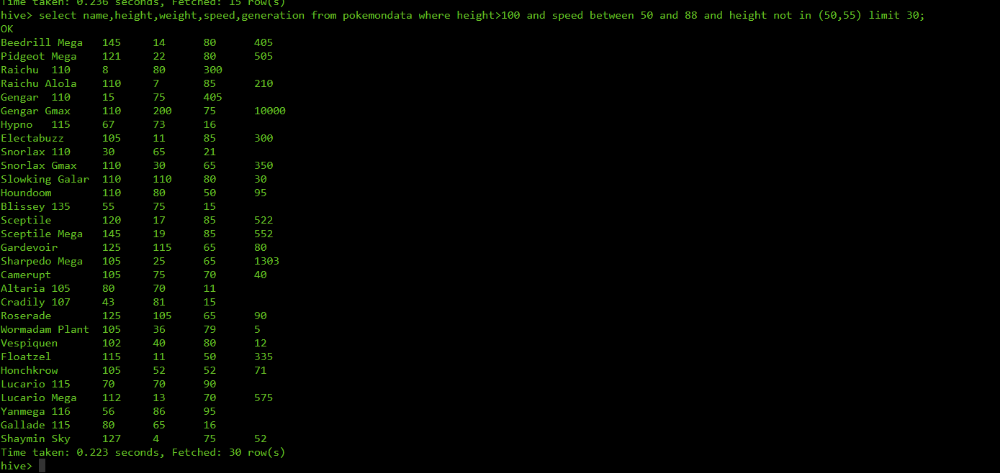 Time taken: 0.236 seconds, Fetched: 15 row(s)
hive> select name,height,weight,speed,generation from pokemondata where height>100 and speed between 50 and 88 and height not in (50,55) limit 30;
OK
Beedrill Mega 145 14 80 405
Pidgeot Mega 121 22 80 505
Raichu 110 8 80 300
Raichu Alola 110 7 85 210
Gengar 110 15 75 405
Gengar Gmax 110 200 75 10000
Hypno 115 67 73 16
Electabuzz 105 11 85 300
Snorlax 110 30 65 21
Snorlax Gmax 110 30 65 350
Slowking Galar 110 110 80 30
Houndoom 110 80 50 95
Blissey 135 55 75 15
Sceptile 120 17 85 522
Sceptile Mega 145 19 85 552
Gardevoir 125 115 65 80
Sharpedo Mega 105 25 65 1303
Camerupt 105 75 70 40
Altaria 105 80 70 11
Cradily 107 43 81 15
Roserade 125 105 65 90
Wormadam Plant 105 36 79 5
Vespiquen 102 40 80 12
Floatzel 115 11 50 335
Honchkrow 105 52 52 71
Lucario 115 70 70 90
Lucario Mega 112 13 70 575
Yanmega 116 56 86 95
Gallade 115 80 65 16
Shaymin Sky 127 4 75 52
Time taken: 0.223 seconds, Fetched: 30 row(s)
hive>